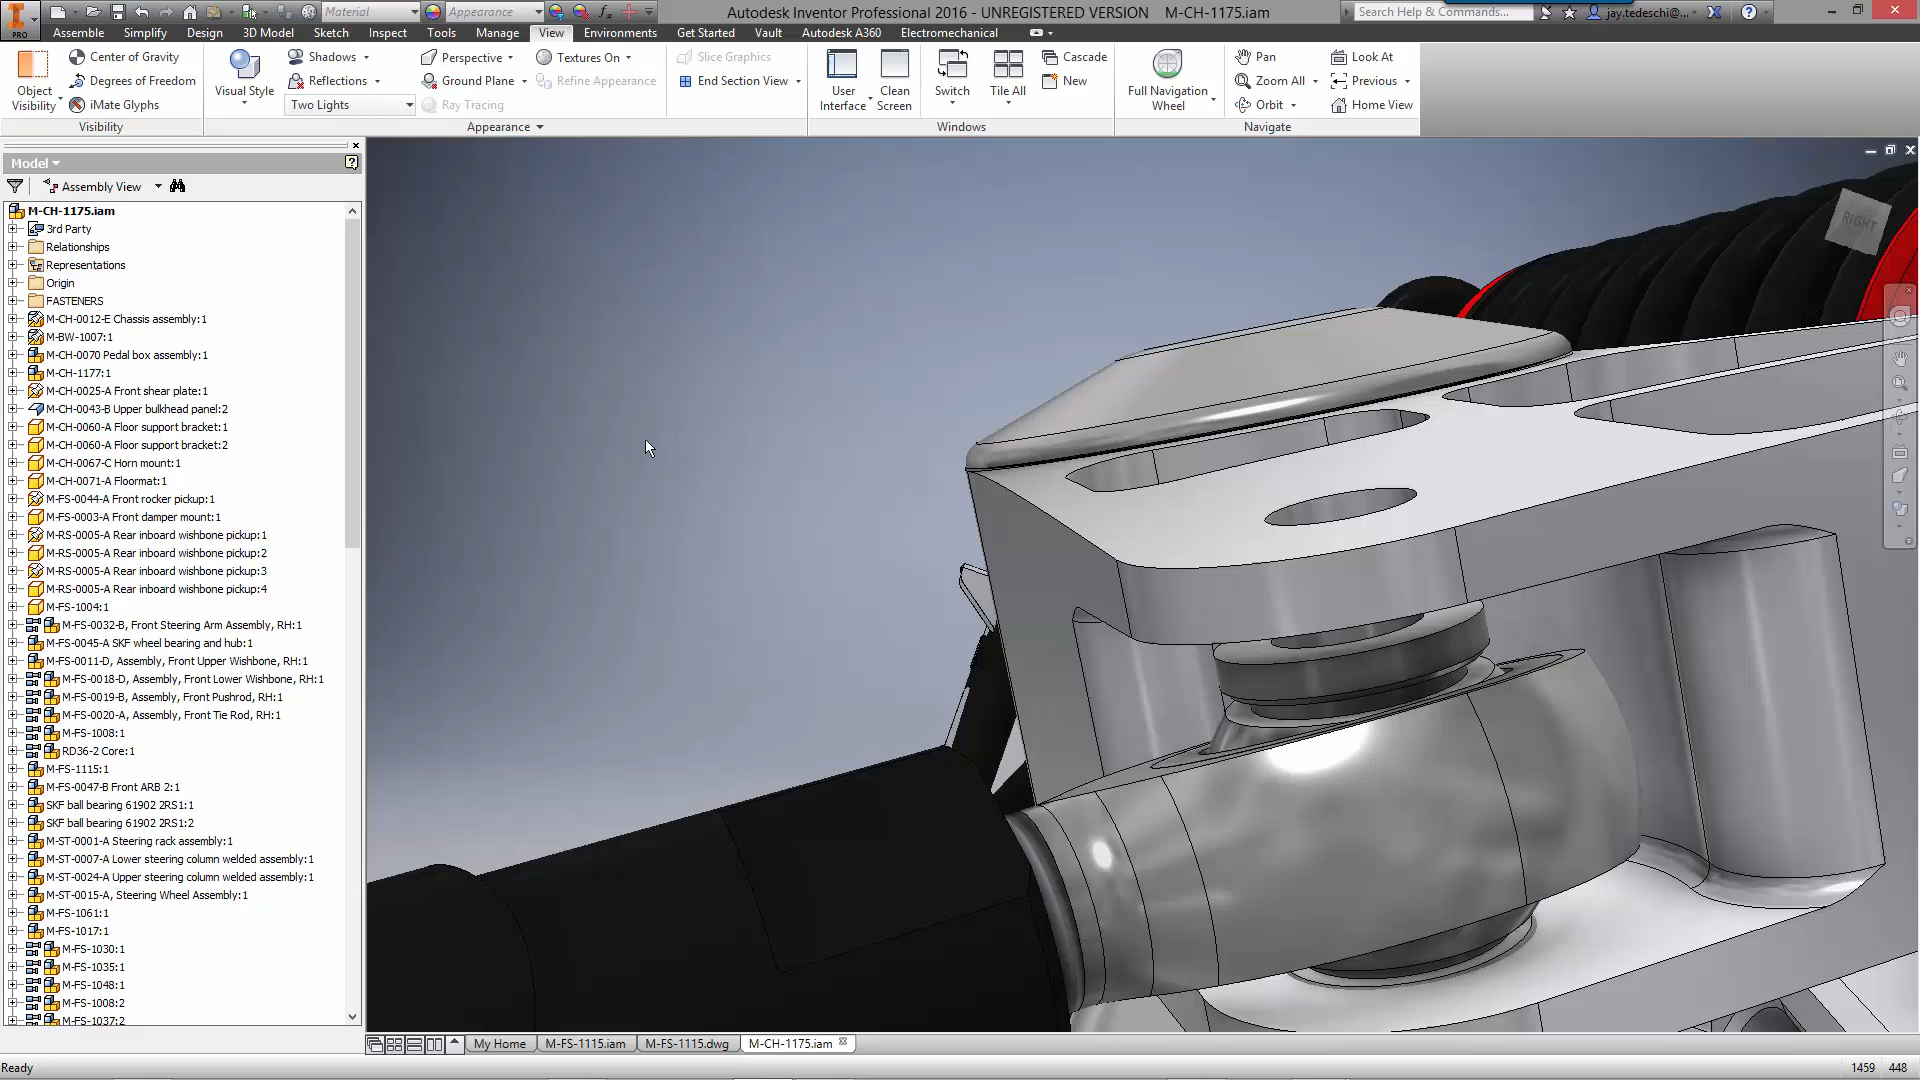 Material
Appearance
Autodesk Inventor Professional 2016 - UNREGISTERED VERSION M-CH-1175.iam
Search Help & Commands...
jay.tedeschi@...
PRO
Assemble Simplify Design 3D Model Sketch Inspect Tools Manage View Environments Get Started Vault Autodesk A360 Electromechanical
Object Visibility
Center of Gravity
Degrees of Freedom
iMate Glyphs
Visibility
Visual Style
Shadows
Reflections
Two Lights
Perspective
Ground Plane
Ray Tracing
Textures On
Refine Appearance
Appearance
Slice Graphics
End Section View
User Interface
Clean Screen
Switch
Tile All
Cascade
New
Windows
Full Navigation Wheel
Pan
Zoom All
Orbit
Look At
Previous
Home View
Navigate
Model
Assembly View
M-CH-1175.iam
3rd Party
Relationships
Representations
Origin
FASTENERS
M-CH-0012-E Chassis assembly:1
M-BW-1007:1
M-CH-0070 Pedal box assembly:1
M-CH-1177:1
M-CH-0025-A Front shear plate:1
M-CH-0043-B Upper bulkhead panel:2
M-CH-0060-A Floor support bracket:1
M-CH-0060-A Floor support bracket:2
M-CH-0067-C Horn mount:1
M-CH-0071-A Floormat:1
M-FS-0044-A Front rocker pickup:1
M-FS-0003-A Front damper mount:1
M-RS-0005-A Rear inboard wishbone pickup:1
M-RS-0005-A Rear inboard wishbone pickup:2
M-RS-0005-A Rear inboard wishbone pickup:3
M-RS-0005-A Rear inboard wishbone pickup:4
M-FS-1004:1
M-FS-0032-B, Front Steering Arm Assembly, RH:1
M-FS-0045-A SKF wheel bearing and hub:1
M-FS-0011-D, Assembly, Front Upper Wishbone, RH:1
M-FS-0018-D, Assembly, Front Lower Wishbone, RH:1
M-FS-0019-B, Assembly, Front Pushrod, RH:1
M-FS-0020-A, Assembly, Front Tie Rod, RH:1
M-FS-1008:1
RD36-2 Core:1
M-FS-1115:1
M-FS-0047-B Front ARB 2:1
SKF ball bearing 61902 2RS1:1
SKF ball bearing 61902 2RS1:2
M-ST-0001-A Steering rack assembly:1
M-ST-0007-A Lower steering column welded assembly:1
M-ST-0024-A Upper steering column welded assembly:1
M-ST-0015-A, Steering Wheel Assembly:1
M-FS-1061:1
M-FS-1017:1
M-FS-1030:1
M-FS-1035:1
M-FS-1048:1
M-FS-1008:2
M-FS-1037:2
RIGHT
My Home M-FS-1115.iam M-FS-1115.dwg M-CH-1175.iam
Ready
1459 448